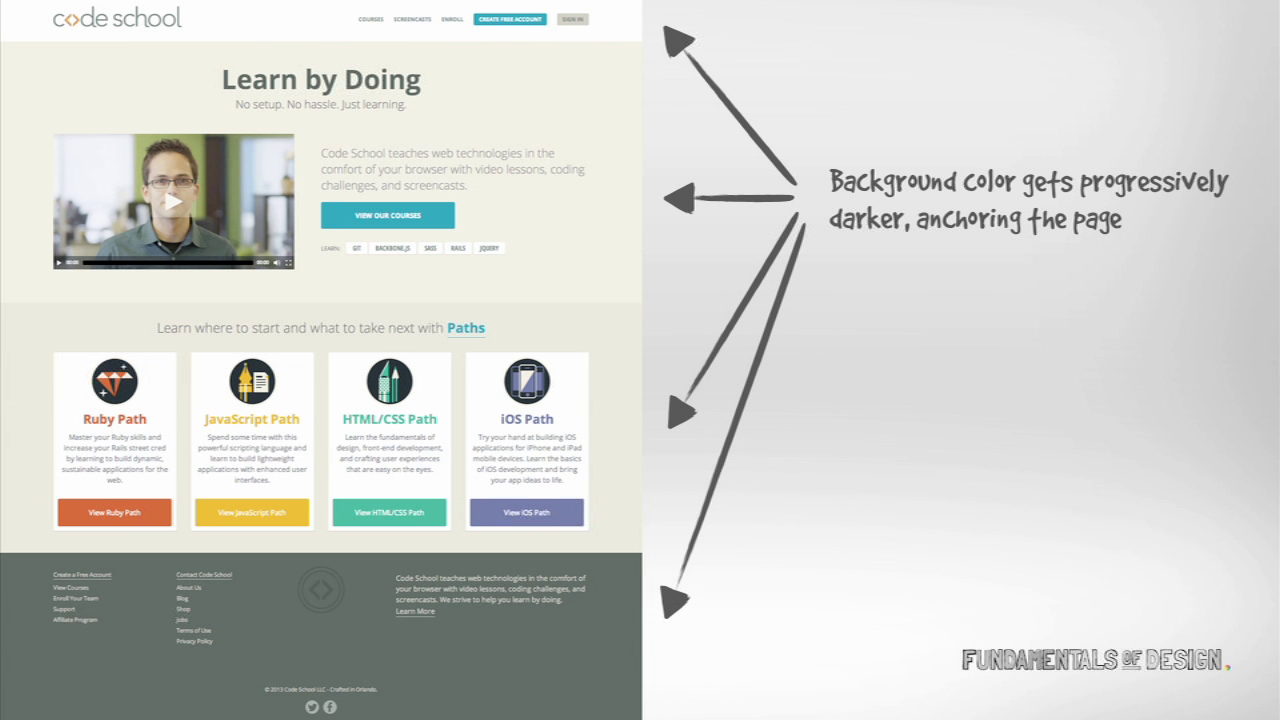 code school
COURSES SCREENCASTS ENROLL CREATE FREE ACCOUNT SIGN IN
Learn by Doing
No setup. No hassle. Just learning.
Code School teaches web technologies in the
comfort of your browser with video lessons, coding
challenges, and screencasts.
VIEW OUR COURSES
LEARN: GIT BACKBONE.JS SASS RAILS JQUERY
00:00 00:00
Learn where to start and what to take next with Paths
Ruby Path
Master your Ruby skills and
increase your Rails street cred
by learning to build dynamic,
sustainable applications for the
web.
View Ruby Path
JavaScript Path
Spend some time with this
powerful scripting language and
learn to build lightweight
applications with enhanced user
interfaces.
View JavaScript Path
HTML/CSS Path
Learn the fundamentals of
design, front-end development,
and crafting user experiences
that are easy on the eyes.
View HTML/CSS Path
iOS Path
Try your hand at building iOS
applications for iPhone and iPad
mobile devices. Learn the basics
of iOS development and bring
your app ideas to life.
View iOS Path
Create a Free Account
View Courses
Enroll Your Team
Support
Affiliate Program
Contact Code School
About Us
Blog
Shop
Jobs
Terms of Use
Privacy Policy
Code School teaches web technologies in the comfort of
your browser with video lessons, coding challenges, and
screencasts. We strive to help you learn by doing.
Learn More
© 2013 Code School LLC - Crafted in Orlando.
Background color gets progressively
darker, anchoring the page
FUNDAMENTALS OF DESIGN.